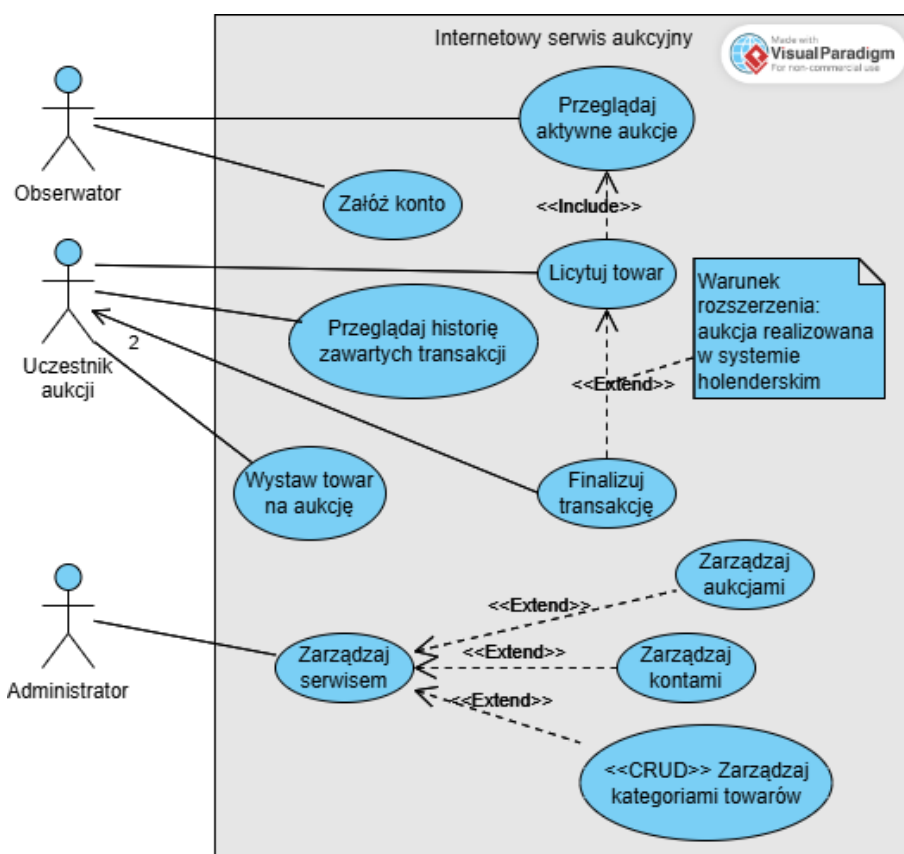 Internetowy serwis aukcyjny
Made with
Visual Paradigm
For non-commercial use
Przeglądaj
aktywne aukcje
Obserwator
Załóż konto
<<Include>>
Licytuj towar
Warunek
rozszerzenia:
aukcja realizowana
w systemie
holenderskim
Przeglądaj historię
zawartych transakcji
2
Uczestnik
aukcji
<<Extend>>
Wystaw towar
na aukcję
Finalizuj
transakcję
Zarządzaj
aukcjami
<<Extend>>
Administrator
Zarządzaj
serwisem
<<Extend>>
Zarządzaj
kontami
<<Extend>>
<<CRUD>> Zarządzaj
kategoriami towarów